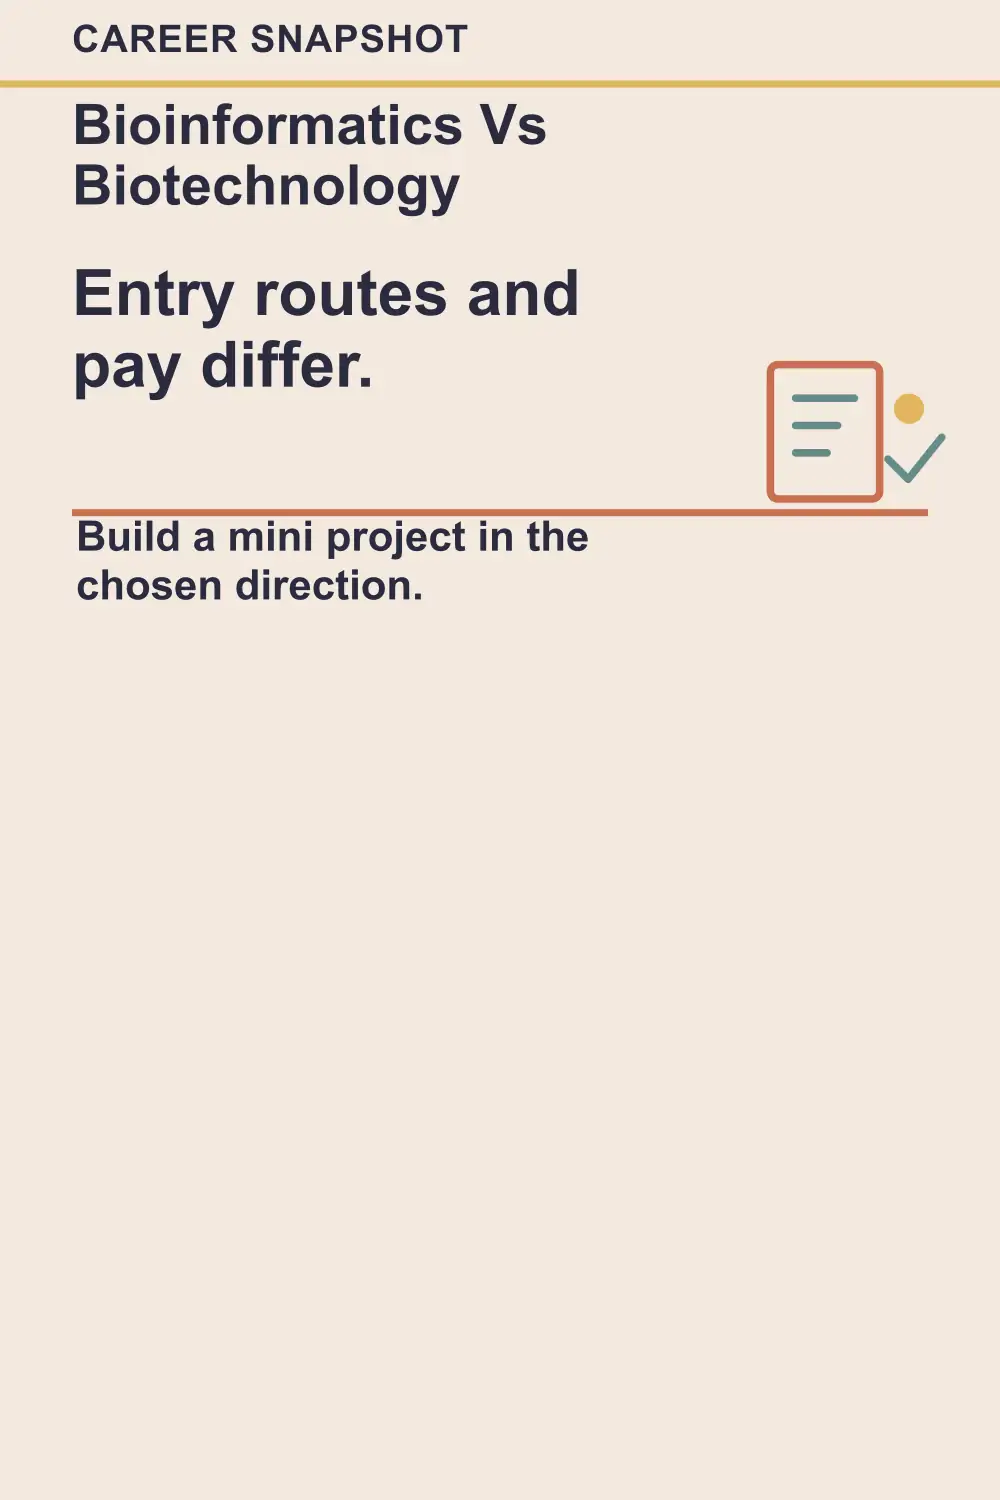 CAREER SNAPSHOT
Bioinformatics Vs
Biotechnology
Entry routes and
pay differ.
Build a mini project in the
chosen direction.